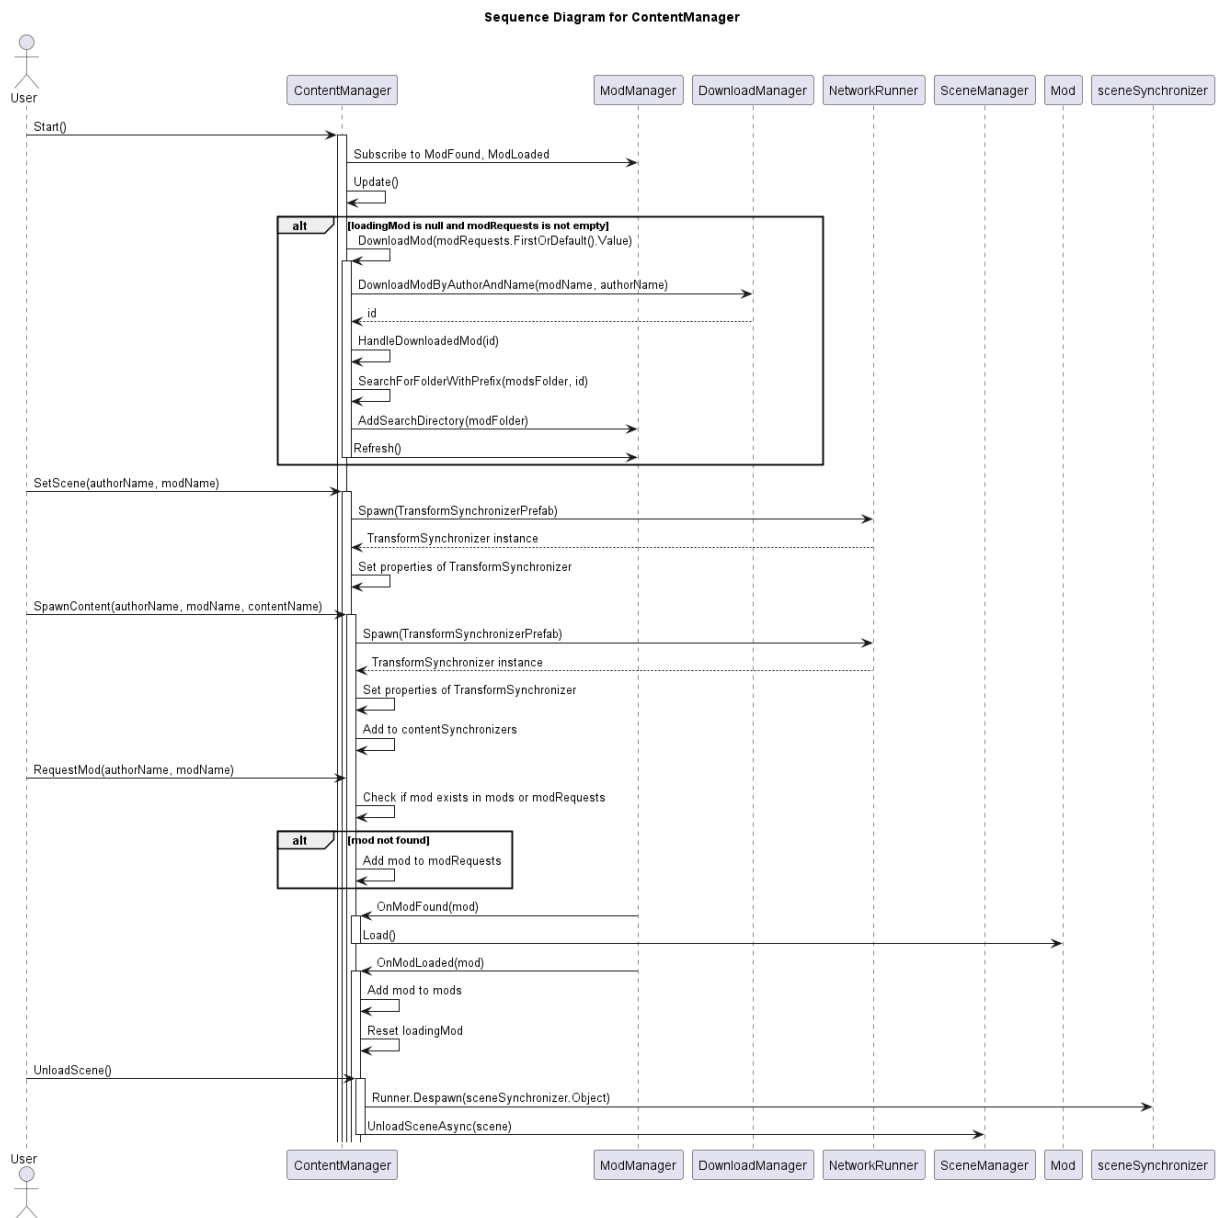 Sequence Diagram for ContentManager
User
ContentManager
ModManager
DownloadManager
NetworkRunner
SceneManager
Mod
sceneSynchronizer
Start()
Subscribe to ModFound, ModLoaded
Update()
alt [loadingMod is null and modRequests is not empty]
DownloadMod(modRequests.FirstOrDefault().Value)
DownloadModByAuthorAndName(modName, authorName)
id
HandleDownloadedMod(id)
SearchForFolderWithPrefix(modsFolder, id)
AddSearchDirectory(modFolder)
Refresh()
SetScene(authorName, modName)
Spawn(TransformSynchronizerPrefab)
TransformSynchronizer instance
Set properties of TransformSynchronizer
SpawnContent(authorName, modName, contentName)
Spawn(TransformSynchronizerPrefab)
TransformSynchronizer instance
Set properties of TransformSynchronizer
Add to contentSynchronizers
RequestMod(authorName, modName)
Check if mod exists in mods or modRequests
alt [mod not found]
Add mod to modRequests
OnModFound(mod)
Load()
OnModLoaded(mod)
Add mod to mods
Reset loadingMod
UnloadScene()
Runner.Despawn(sceneSynchronizer.Object)
UnloadSceneAsync(scene)
User
ContentManager
ModManager
DownloadManager
NetworkRunner
SceneManager
Mod
sceneSynchronizer